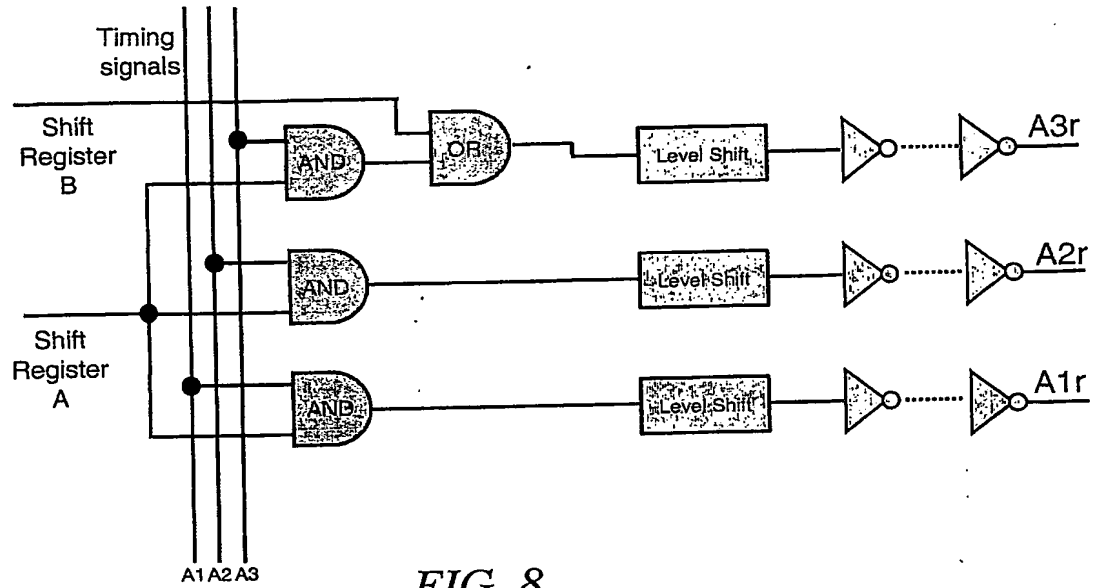 Timing
signals
Shift
Register
B
AND
OR
Level Shift
A3r
AND
Level Shift
A2r
Shift
Register
A
AND
Level Shift
A1r
A1 A2 A3
FIG. 8